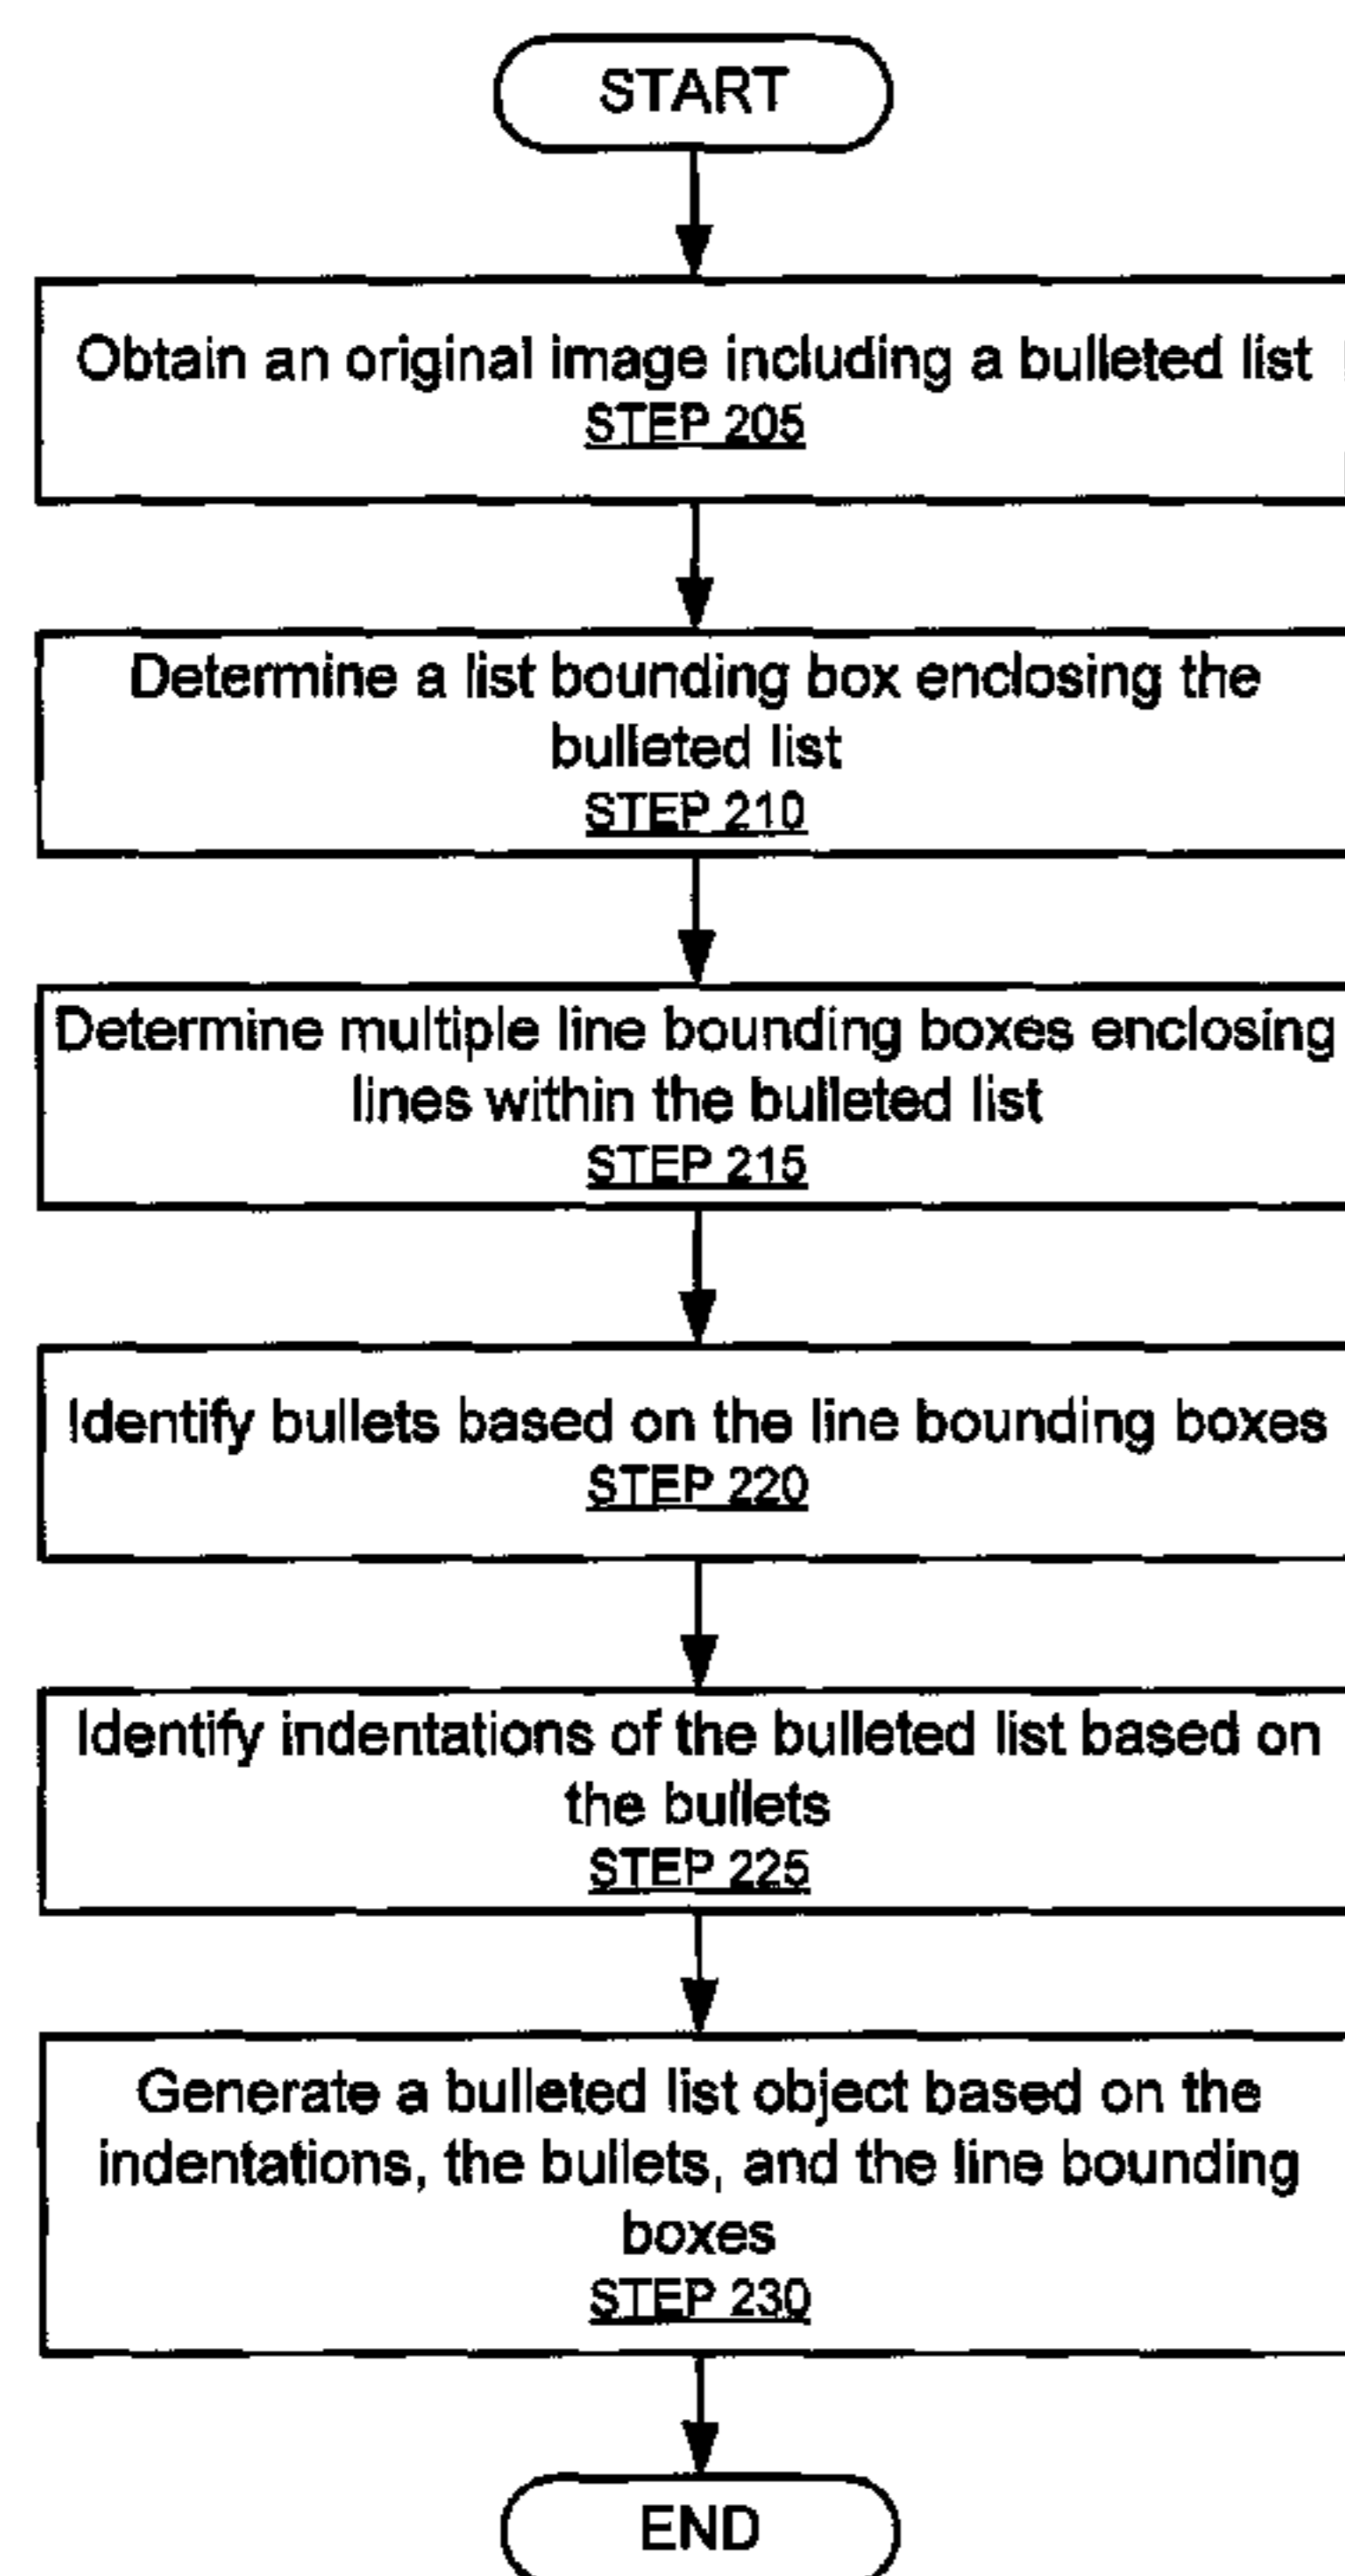 START
Obtain an original image including a bulleted list
STEP 205
Determine a list bounding box enclosing the
bulleted list
STEP 210
Determine multiple line bounding boxes enclosing
lines within the bulleted list
STEP 215
Identify bullets based on the line bounding boxes
STEP 220
Identify indentations of the bulleted list based on
the bullets
STEP 225
Generate a bulleted list object based on the
indentations, the bullets, and the line bounding
boxes
STEP 230
END